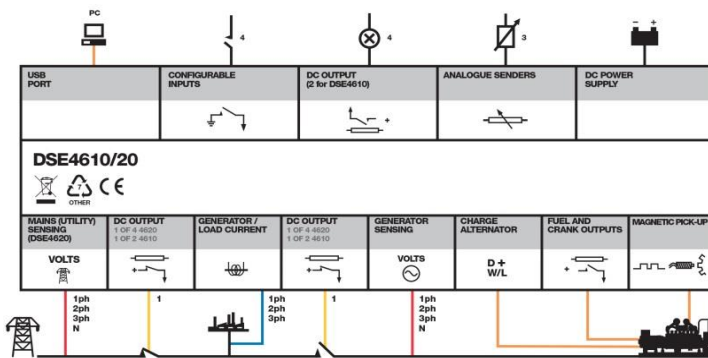 PC
4
4
3
- +
USB
PORT
CONFIGURABLE
INPUTS
DC OUTPUT
(2 for DSE4610)
ANALOGUE SENDERS
DC POWER
SUPPLY
+
DSE4610/20
7
OTHER
CE
MAINS (UTILITY)
SENSING
(DSE4620)
DC OUTPUT
1 OF 4 4620
1 OF 2 4610
GENERATOR /
LOAD CURRENT
DC OUTPUT
1 OF 4 4620
1 OF 2 4610
GENERATOR
SENSING
CHARGE
ALTERNATOR
FUEL AND
CRANK OUTPUTS
MAGNETIC PICK-UP
VOLTS
+
+
VOLTS
D +
W/L
+
1ph
2ph
3ph
N
1
1ph
2ph
3ph
1
1ph
2ph
3ph
N